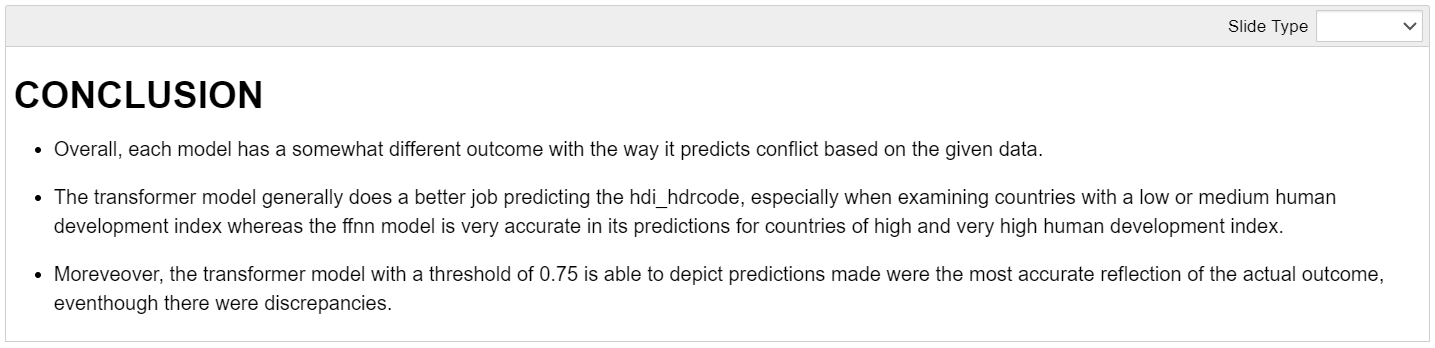 Slide Type
CONCLUSION
• Overall, each model has a somewhat different outcome with the way it predicts conflict based on the given data.
• The transformer model generally does a better job predicting the hdi_hdrcode, especially when examining countries with a low or medium human
development index whereas the ffnn model is very accurate in its predictions for countries of high and very high human development index.
• Moreveover, the transformer model with a threshold of 0.75 is able to depict predictions made were the most accurate reflection of the actual outcome,
eventhough there were discrepancies.